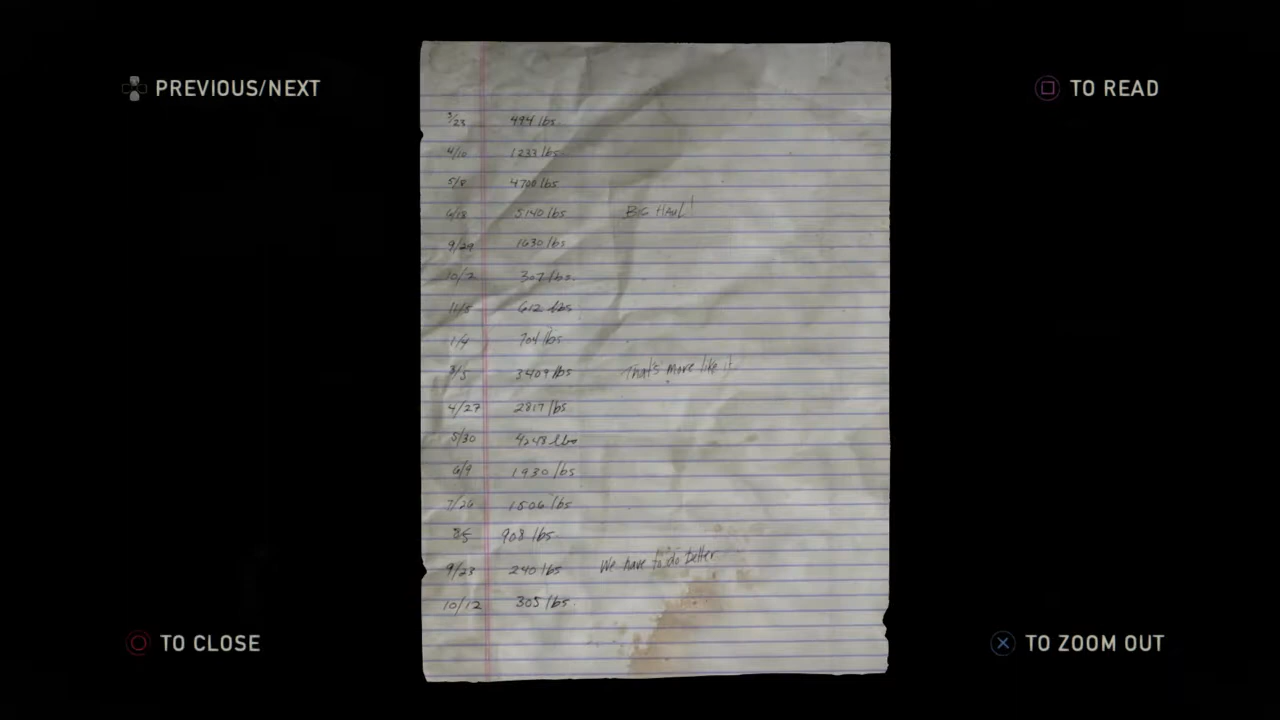 PREVIOUS/NEXT
TO READ
3/23 494 lbs.
4/10 1233 lbs
5/8 4700 lbs
6/18 5140 lbs BIG HAUL!
9/29 1630 lbs
10/2 307 lbs.
11/5 612 lbs
1/4 704 lbs
3/5 3409 lbs That's more like it
4/27 2817 lbs
5/30 4248 lbs
6/9 1930 lbs
7/26 1506 lbs
8/5 908 lbs.
9/23 240 lbs We have to do better
10/12 305 lbs.
TO CLOSE
TO ZOOM OUT